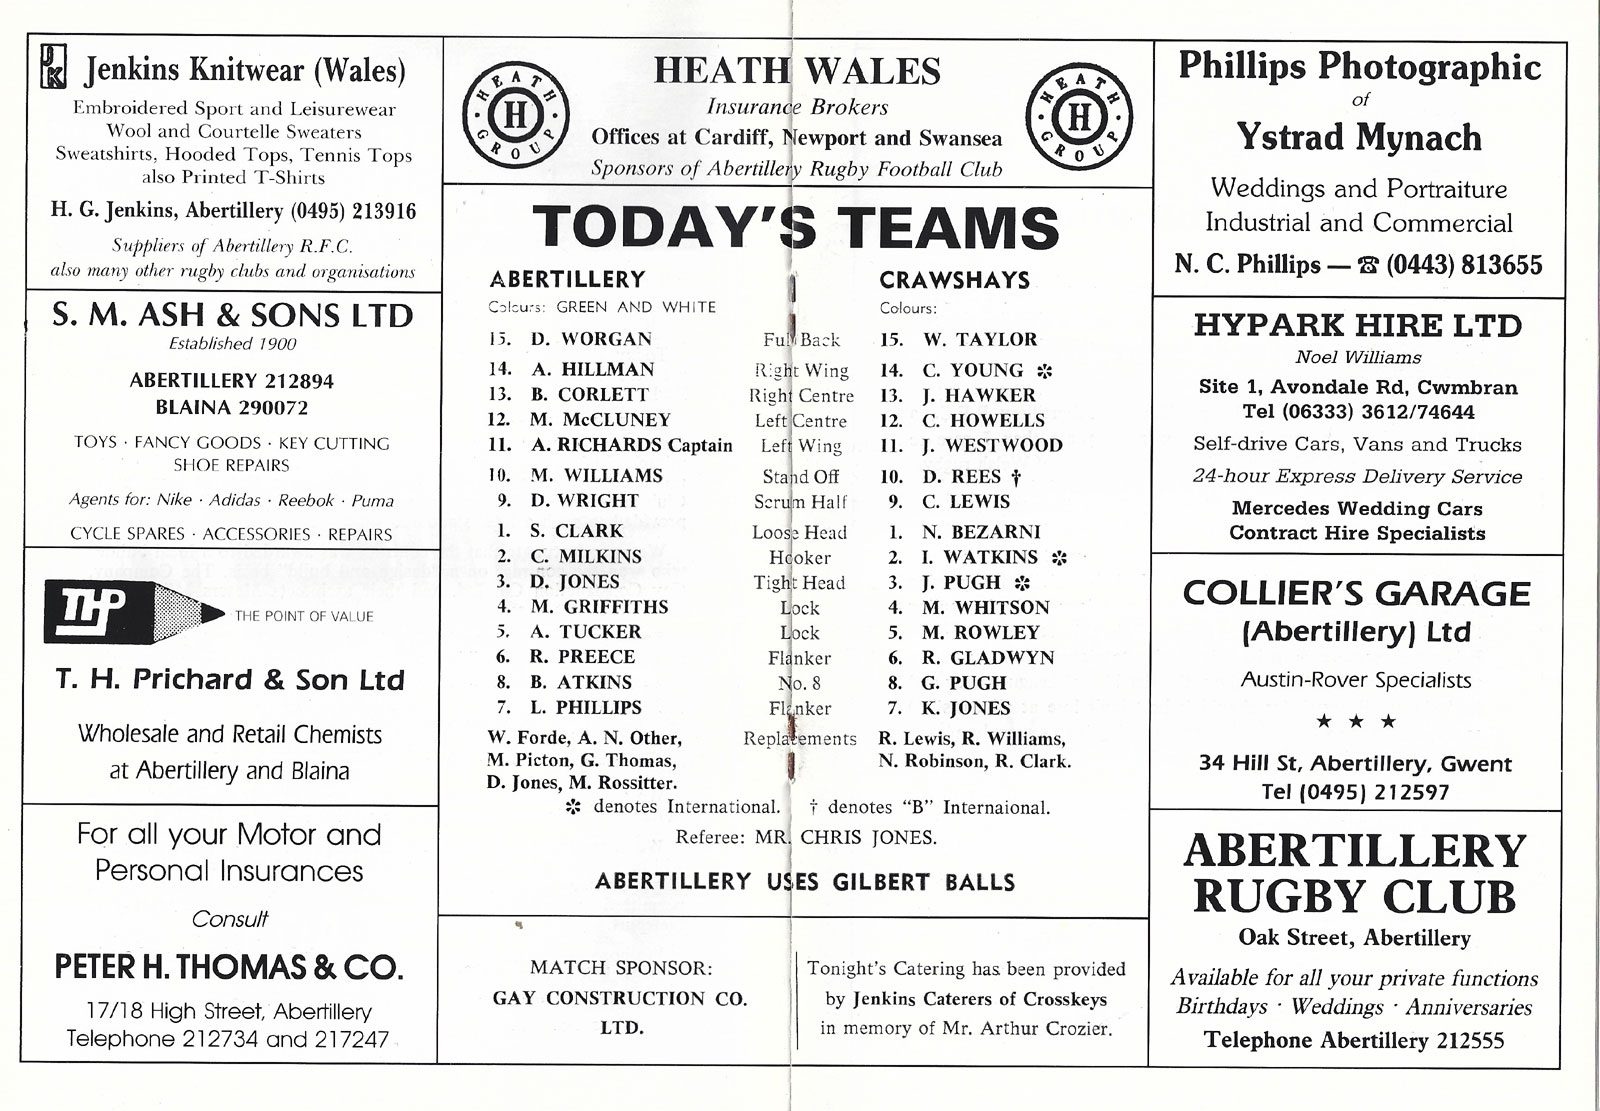 JK
Jenkins Knitwear (Wales)
Embroidered Sport and Leisurewear
Wool and Courtelle Sweaters
Sweatshirts, Hooded Tops, Tennis Tops
also Printed T-Shirts
H. G. Jenkins, Abertillery (0495) 213916
Suppliers of Abertillery R.F.C.
also many other rugby clubs and organisations
S. M. ASH & SONS LTD
Established 1900
ABERTILLERY 212894
BLAINA 290072
TOYS · FANCY GOODS · KEY CUTTING
SHOE REPAIRS
Agents for: Nike · Adidas · Reebok · Puma
CYCLE SPARES · ACCESSORIES · REPAIRS
THP
THE POINT OF VALUE
T. H. Prichard & Son Ltd
Wholesale and Retail Chemists
at Abertillery and Blaina
For all your Motor and
Personal Insurances
Consult
PETER H. THOMAS & CO.
17/18 High Street, Abertillery
Telephone 212734 and 217247
HEATH GROUP H
HEATH WALES
Insurance Brokers
Offices at Cardiff, Newport and Swansea
Sponsors of Abertillery Rugby Football Club
HEATH GROUP H
TODAY'S TEAMS
ABERTILLERY CRAWSHAYS
Colours: GREEN AND WHITE Colours:
15. D. WORGAN Full Back 15. W. TAYLOR
14. A. HILLMAN Right Wing 14. C. YOUNG ✻
13. B. CORLETT Right Centre 13. J. HAWKER
12. M. McCLUNEY Left Centre 12. C. HOWELLS
11. A. RICHARDS Captain Left Wing 11. J. WESTWOOD
10. M. WILLIAMS Stand Off 10. D. REES †
9. D. WRIGHT Scrum Half 9. C. LEWIS
1. S. CLARK Loose Head 1. N. BEZARNI
2. C. MILKINS Hooker 2. I. WATKINS ✻
3. D. JONES Tight Head 3. J. PUGH ✻
4. M. GRIFFITHS Lock 4. M. WHITSON
5. A. TUCKER Lock 5. M. ROWLEY
6. R. PREECE Flanker 6. R. GLADWYN
8. B. ATKINS No. 8 8. G. PUGH
7. L. PHILLIPS Flanker 7. K. JONES
W. Forde, A. N. Other, Replacements R. Lewis, R. Williams,
M. Picton, G. Thomas, N. Robinson, R. Clark.
D. Jones, M. Rossitter.
✻ denotes International. † denotes "B" Internaional.
Referee: MR. CHRIS JONES.
ABERTILLERY USES GILBERT BALLS
MATCH SPONSOR:
GAY CONSTRUCTION CO.
LTD.
Tonight's Catering has been provided
by Jenkins Caterers of Crosskeys
in memory of Mr. Arthur Crozier.
Phillips Photographic
of
Ystrad Mynach
Weddings and Portraiture
Industrial and Commercial
N. C. Phillips — ☎ (0443) 813655
HYPARK HIRE LTD
Noel Williams
Site 1, Avondale Rd, Cwmbran
Tel (06333) 3612/74644
Self-drive Cars, Vans and Trucks
24-hour Express Delivery Service
Mercedes Wedding Cars
Contract Hire Specialists
COLLIER'S GARAGE
(Abertillery) Ltd
Austin-Rover Specialists
★ ★ ★
34 Hill St, Abertillery, Gwent
Tel (0495) 212597
ABERTILLERY
RUGBY CLUB
Oak Street, Abertillery
Available for all your private functions
Birthdays · Weddings · Anniversaries
Telephone Abertillery 212555